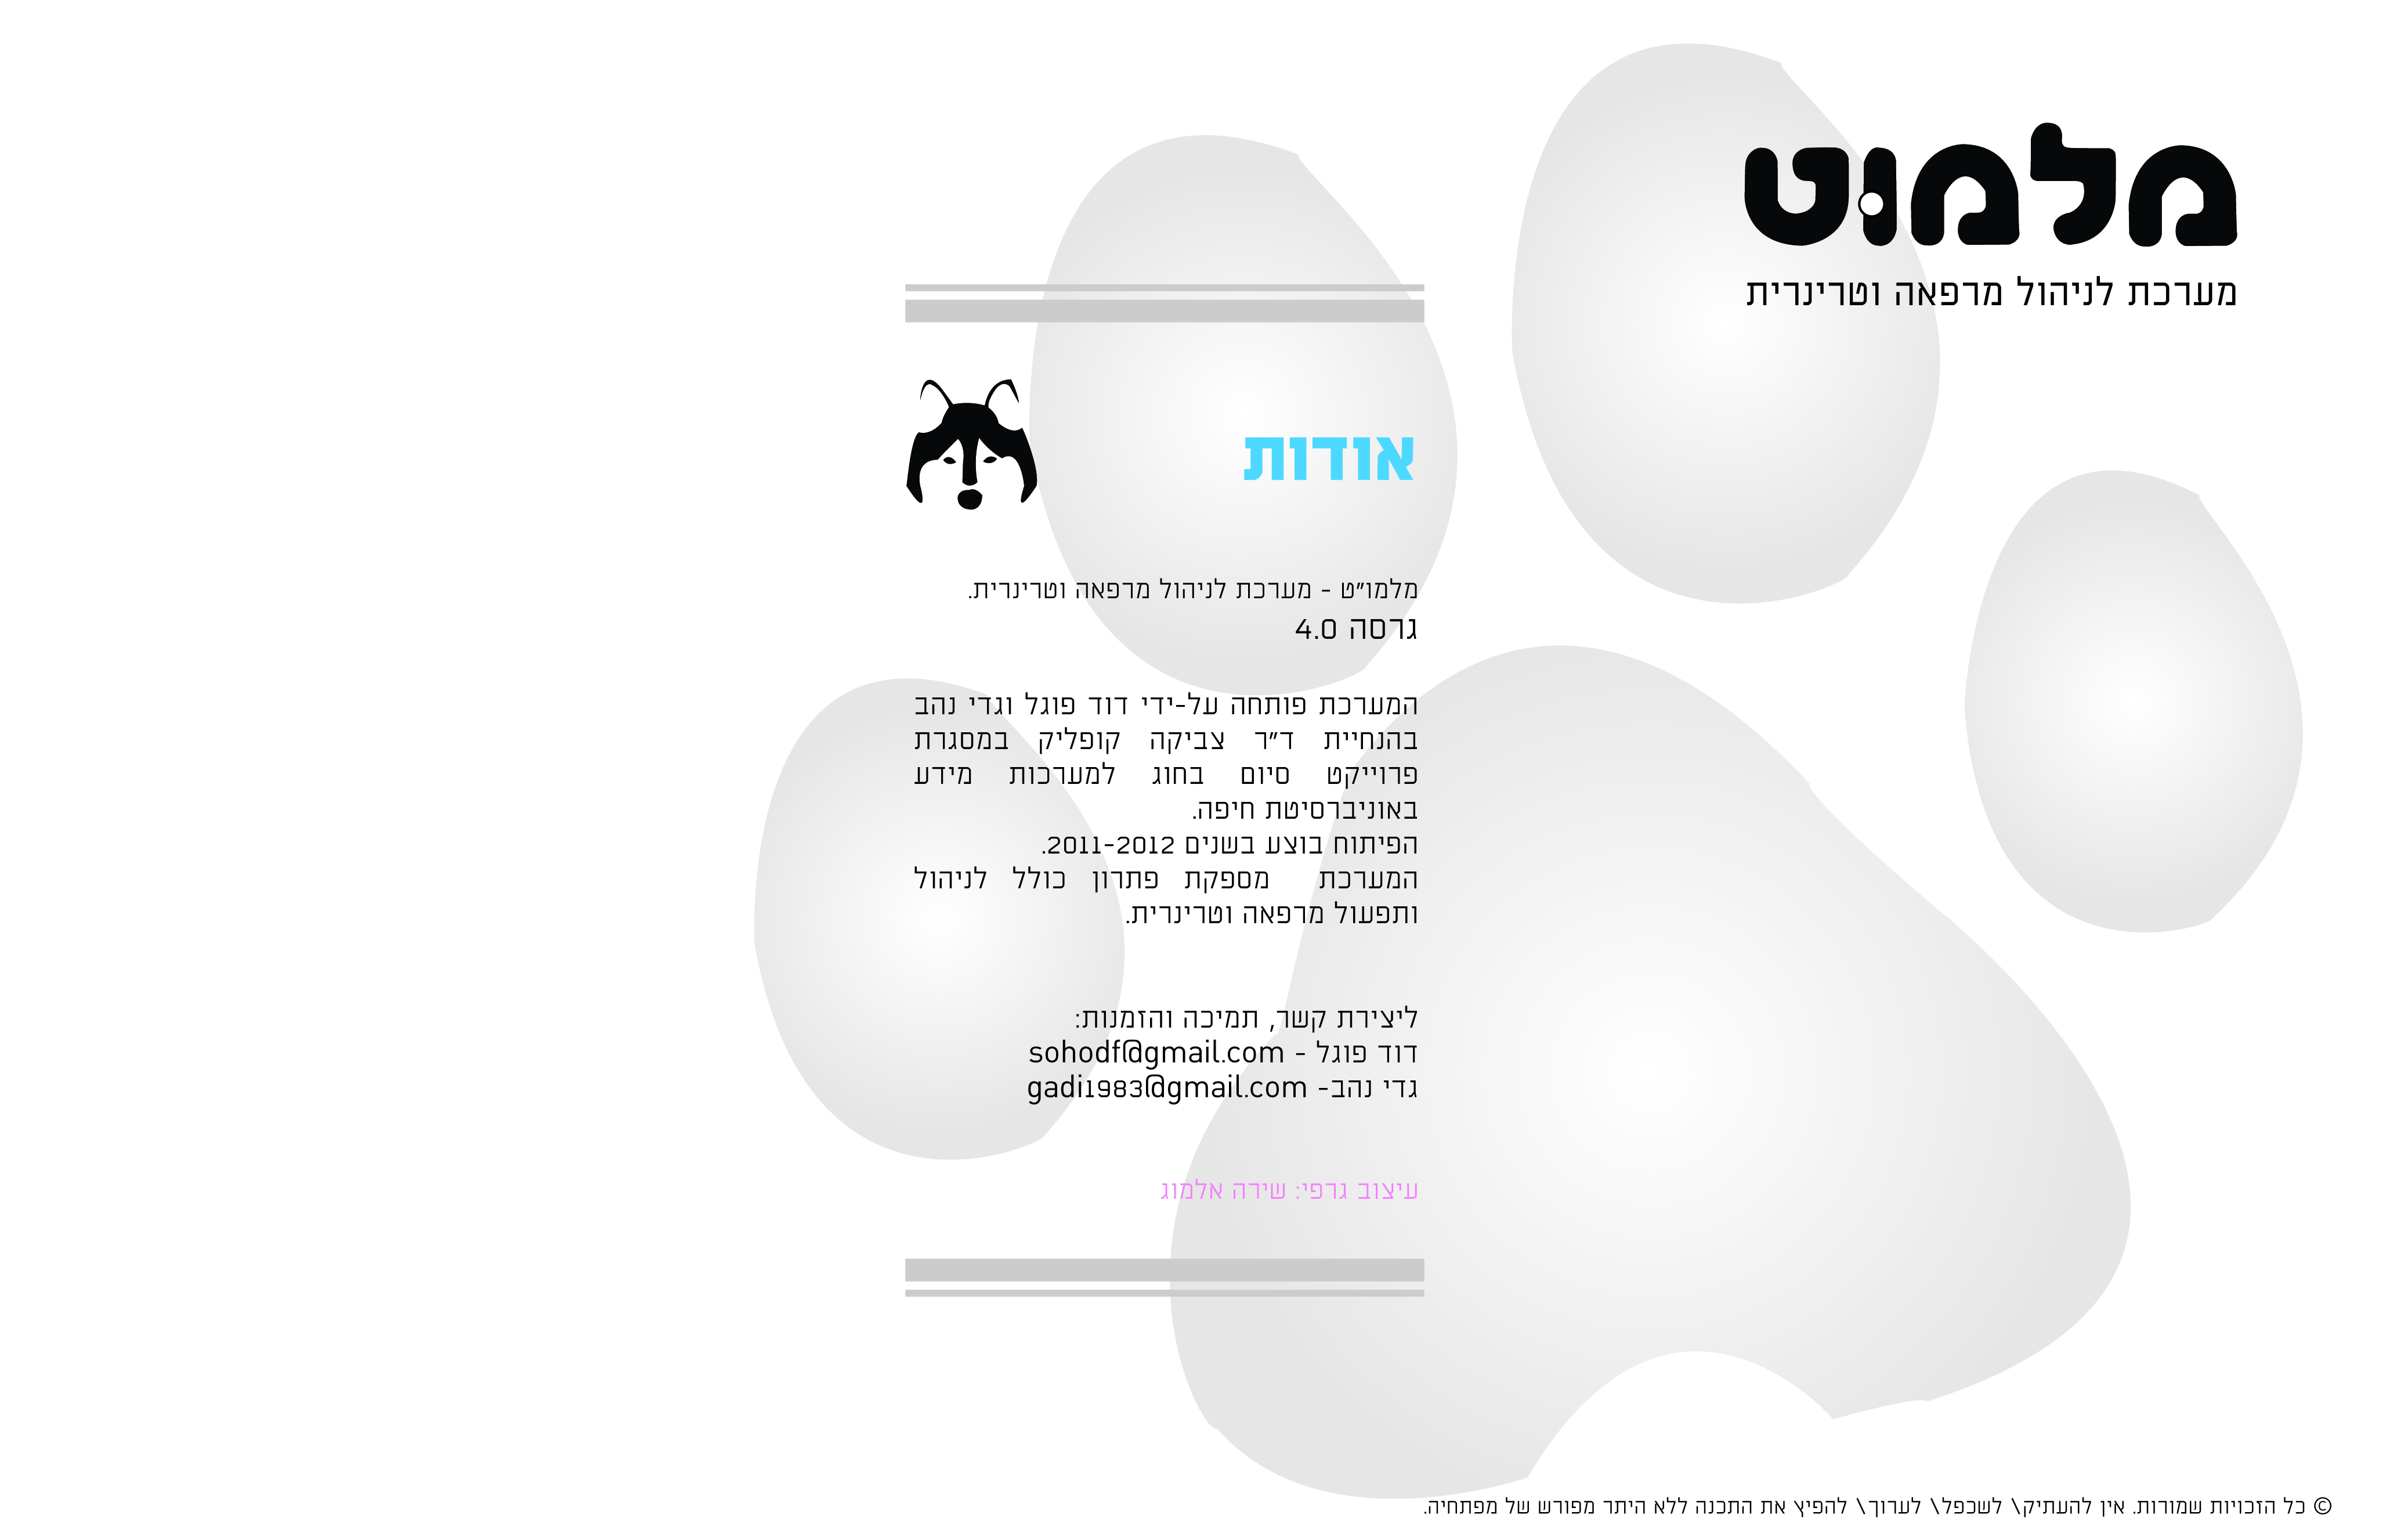 מלמוט
מערכת לניהול מרפאה וטרינרית
אודות
מלמו"ט - מערכת לניהול מרפאה וטרינרית.
גרסה 4.0
המערכת פותחה על-ידי דוד פוגל וגדי נהב
בהנחיית ד"ר צביקה קופליק במסגרת
פרוייקט סיום בחוג למערכות מידע
באוניברסיטת חיפה.
הפיתוח בוצע בשנים 2011-2012.
המערכת מספקת פתרון כולל לניהול
ותפעול מרפאה וטרינרית.
ליצירת קשר, תמיכה והזמנות:
דוד פוגל - sohodf@gmail.com
גדי נהב- gadi1983@gmail.com
עיצוב גרפי: שירה אלמוג
© כל הזכויות שמורות. אין להעתיק\ לשכפל\ לערוך\ להפיץ את התכנה ללא היתר מפורש של מפתחיה.